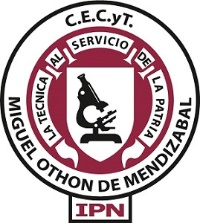 C.E.C.yT.
LA TECNICA AL SERVICIO DE LA PATRIA
MIGUEL OTHON DE MENDIZABAL
IPN